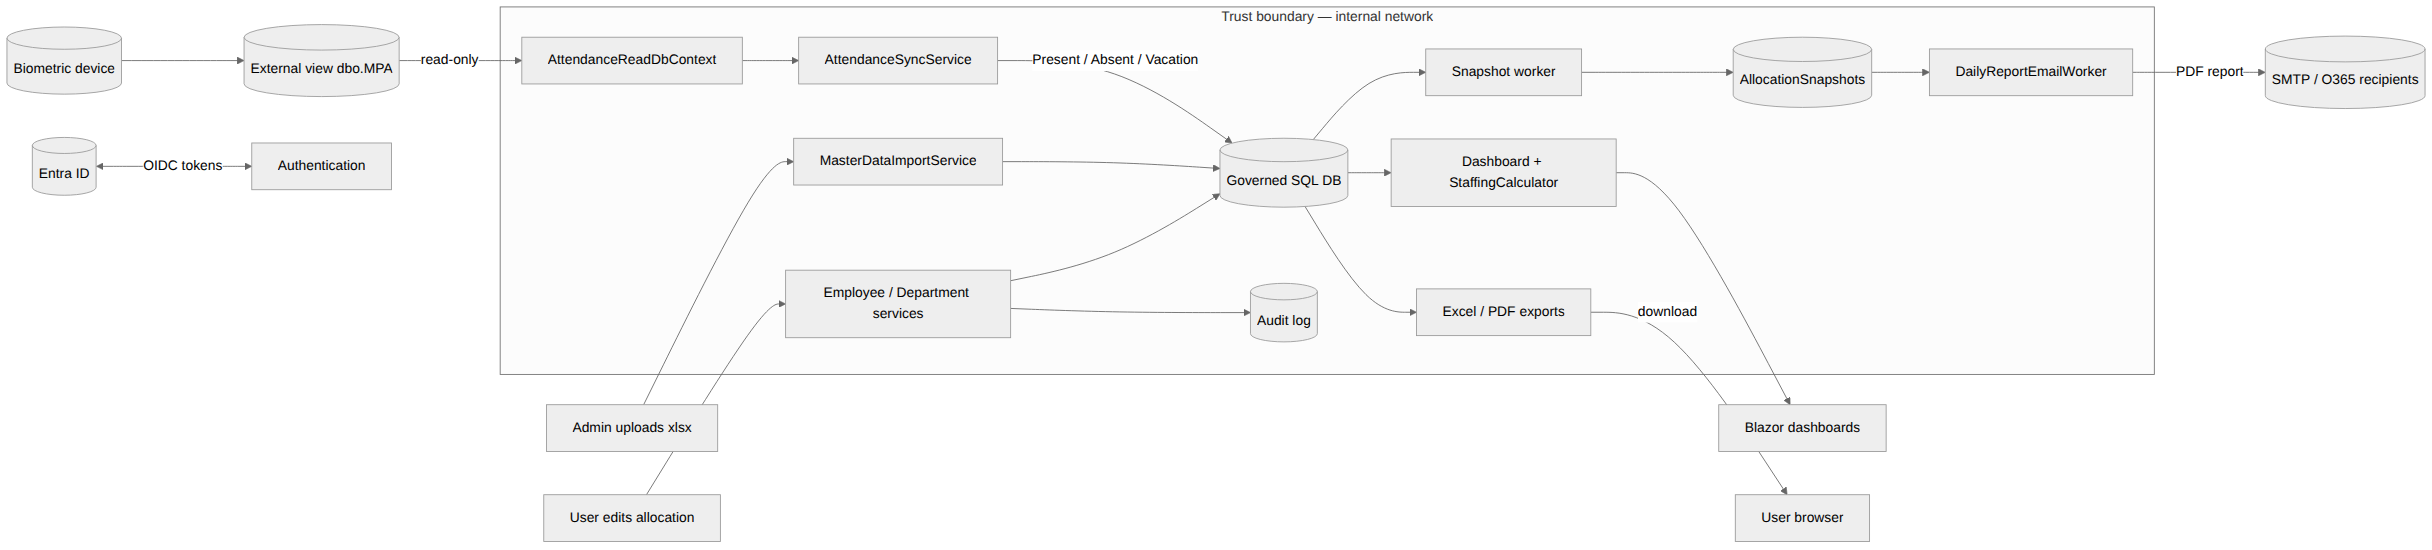 Trust boundary — internal network
Biometric device
External view dbo.MPA
read-only
AttendanceReadDbContext
AttendanceSyncService
Present / Absent / Vacation
Snapshot worker
AllocationSnapshots
DailyReportEmailWorker
PDF report
SMTP / O365 recipients
Entra ID
OIDC tokens
Authentication
MasterDataImportService
Governed SQL DB
Dashboard +
StaffingCalculator
Employee / Department
services
Audit log
Excel / PDF exports
download
Admin uploads xlsx
Blazor dashboards
User edits allocation
User browser